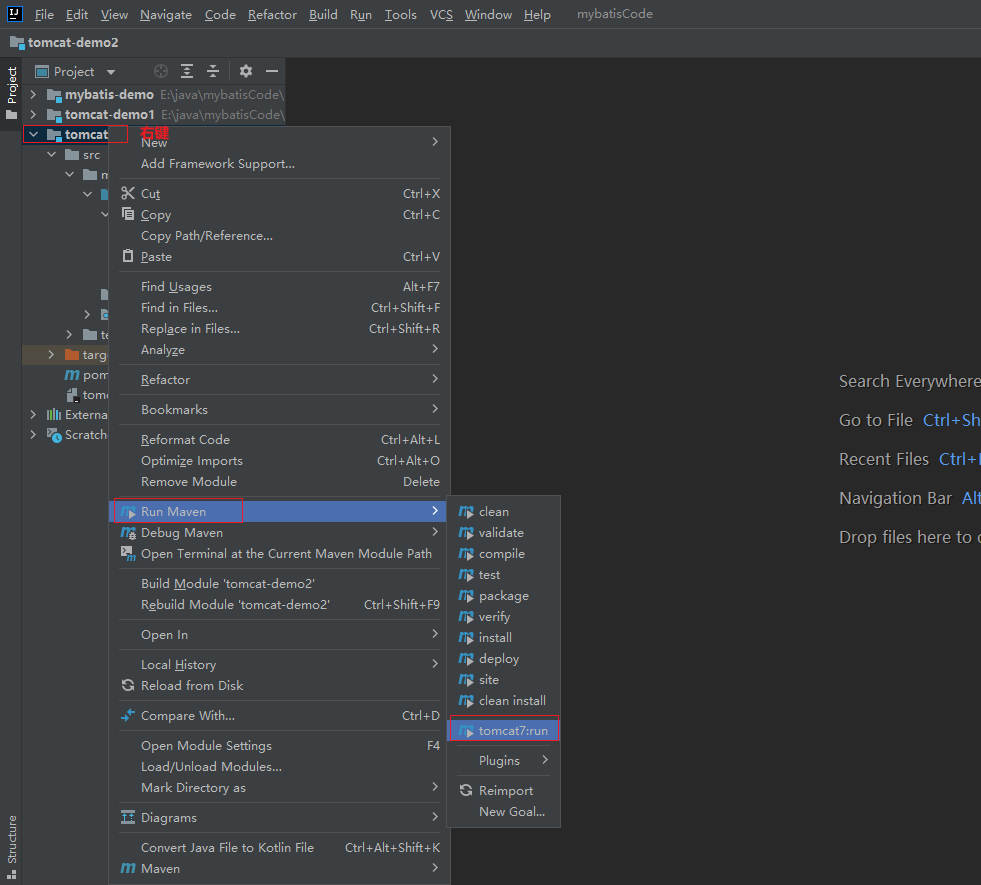 IJ File Edit View Navigate Code Refactor Build Run Tools VCS Window Help mybatisCode
tomcat-demo2
Project
Project
mybatis-demo E:\java\mybatisCode\
tomcat-demo1 E:\java\mybatisCode\
tomcat
右键
src
targ
pom
Externa
Scratch
New
Add Framework Support...
Cut Ctrl+X
Copy Ctrl+C
Copy Path/Reference...
Paste Ctrl+V
Find Usages Alt+F7
Find in Files... Ctrl+Shift+F
Replace in Files... Ctrl+Shift+R
Analyze
Refactor
Bookmarks
Reformat Code Ctrl+Alt+L
Optimize Imports Ctrl+Alt+O
Remove Module Delete
Run Maven
Debug Maven
Open Terminal at the Current Maven Module Path
Build Module 'tomcat-demo2'
Rebuild Module 'tomcat-demo2' Ctrl+Shift+F9
Open In
Local History
Reload from Disk
Compare With... Ctrl+D
Open Module Settings F4
Load/Unload Modules...
Mark Directory as
Diagrams
Convert Java File to Kotlin File Ctrl+Alt+Shift+K
Maven
clean
validate
compile
test
package
verify
install
deploy
site
clean install
tomcat7:run
Plugins
Reimport
New Goal...
Search Everywhere
Go to File Ctrl+Sh
Recent Files Ctrl+
Navigation Bar Alt
Drop files here to
Structure